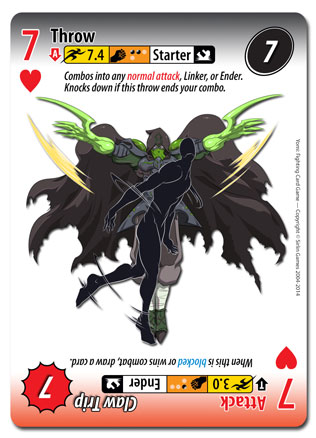 7 Throw 7
A 7.4 Starter
Combos into any normal attack, Linker, or Ender.
Knocks down if this throw ends your combo.
Yomi Fighting Card Game — Copyright © Sirlin Games 2004-2014
7 Attack
Claw Trip 7
A 3.0 Ender
When this is blocked or wins combat, draw a card.